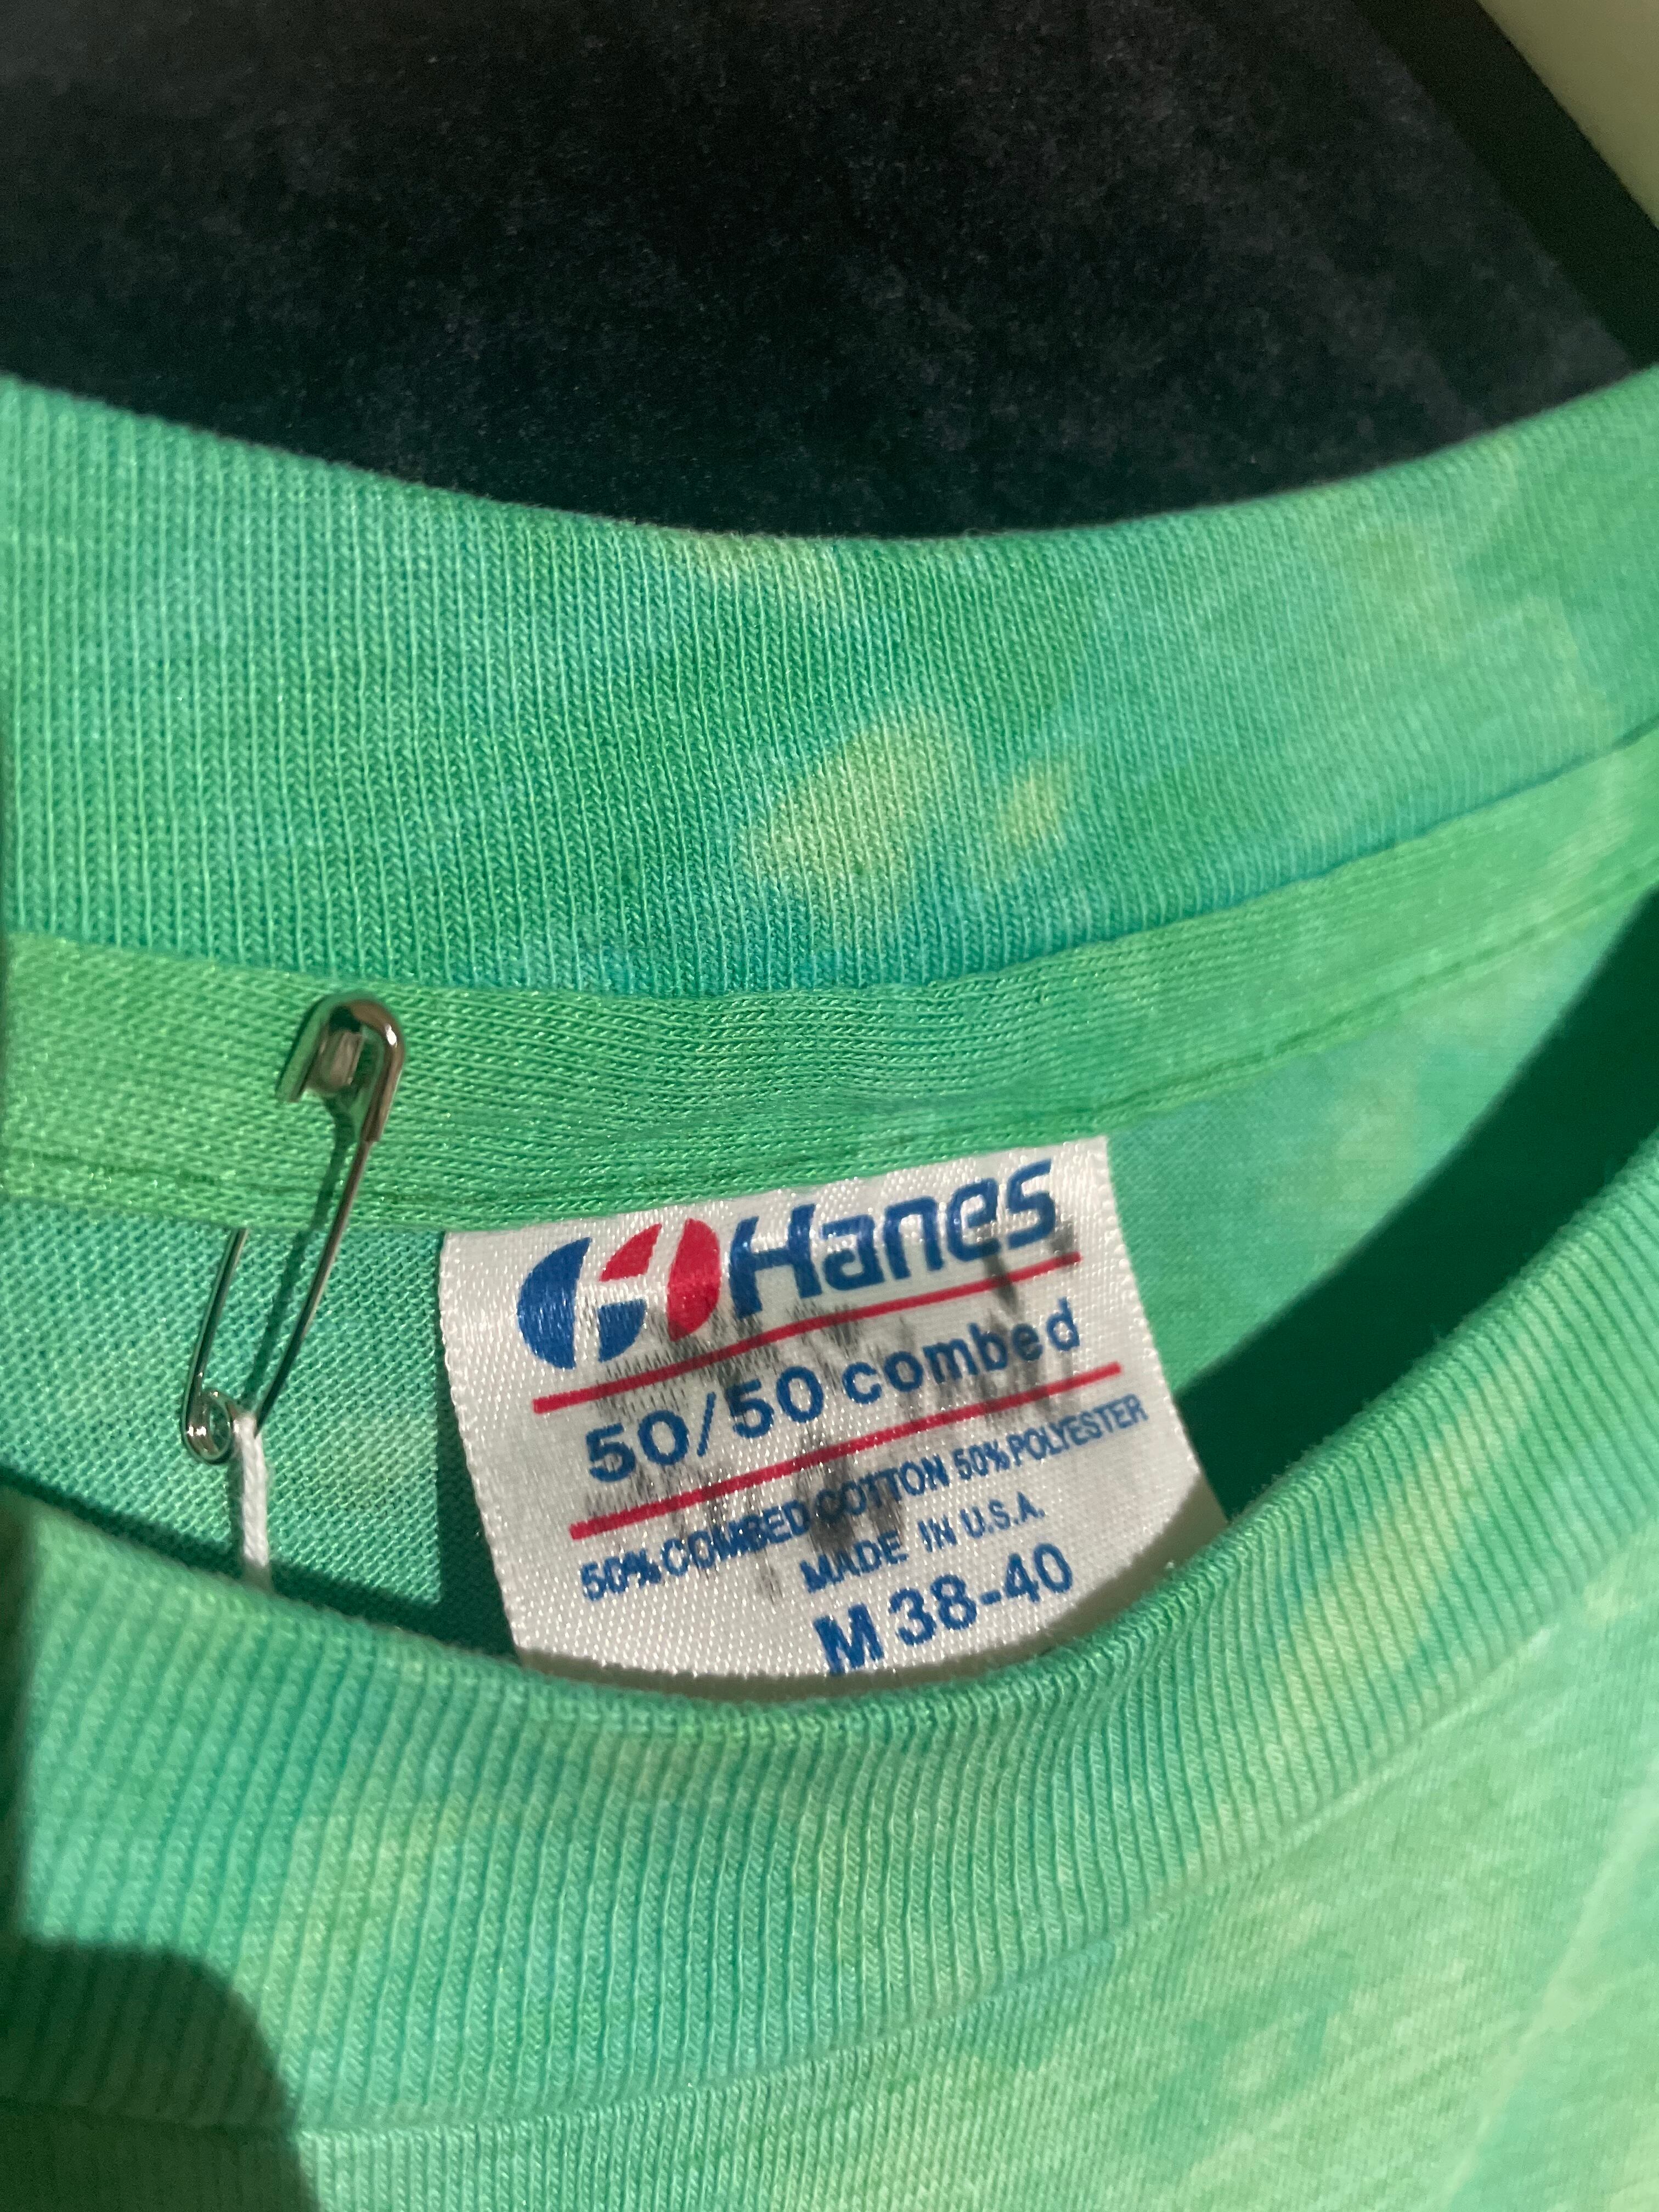 Hanes
50/50 combed
50% COMBED COTTON 50% POLYESTER
MADE IN U.S.A.
M 38-40